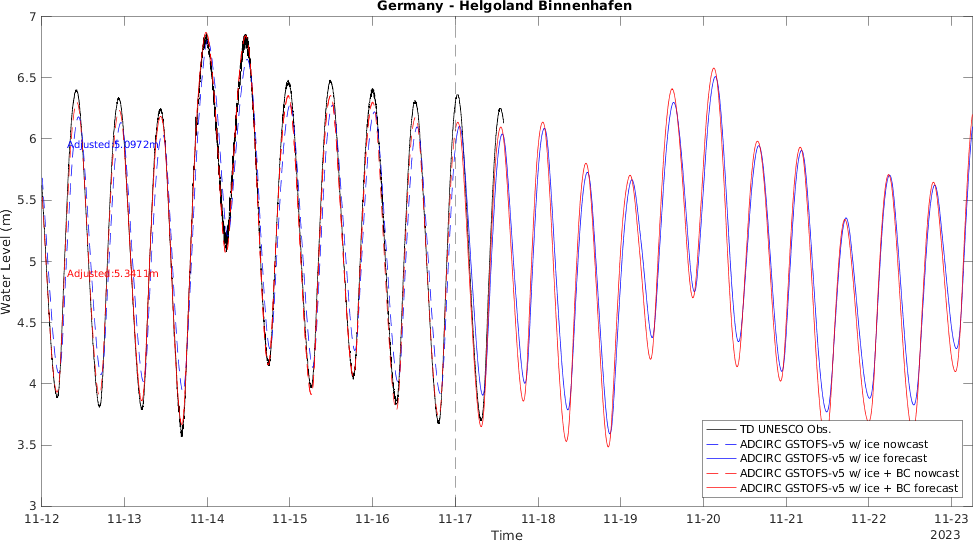 Germany - Helgoland Binnenhafen
7
6.5
6
5.5
5
4.5
4
3.5
3
Water Level (m)
Adjusted:5.0972m
Adjusted:5.3411m
TD UNESCO Obs.
ADCIRC GSTOFS-v5 w/ ice nowcast
ADCIRC GSTOFS-v5 w/ ice forecast
ADCIRC GSTOFS-v5 w/ ice + BC nowcast
ADCIRC GSTOFS-v5 w/ ice + BC forecast
11-12 11-13 11-14 11-15 11-16 11-17 11-18 11-19 11-20 11-21 11-22 11-23
2023
Time